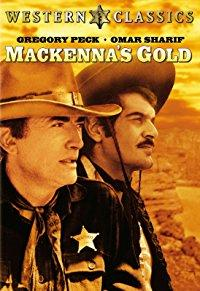 WESTERN CLASSICS
GREGORY PECK · OMAR SHARIF
MACKENNA'S GOLD